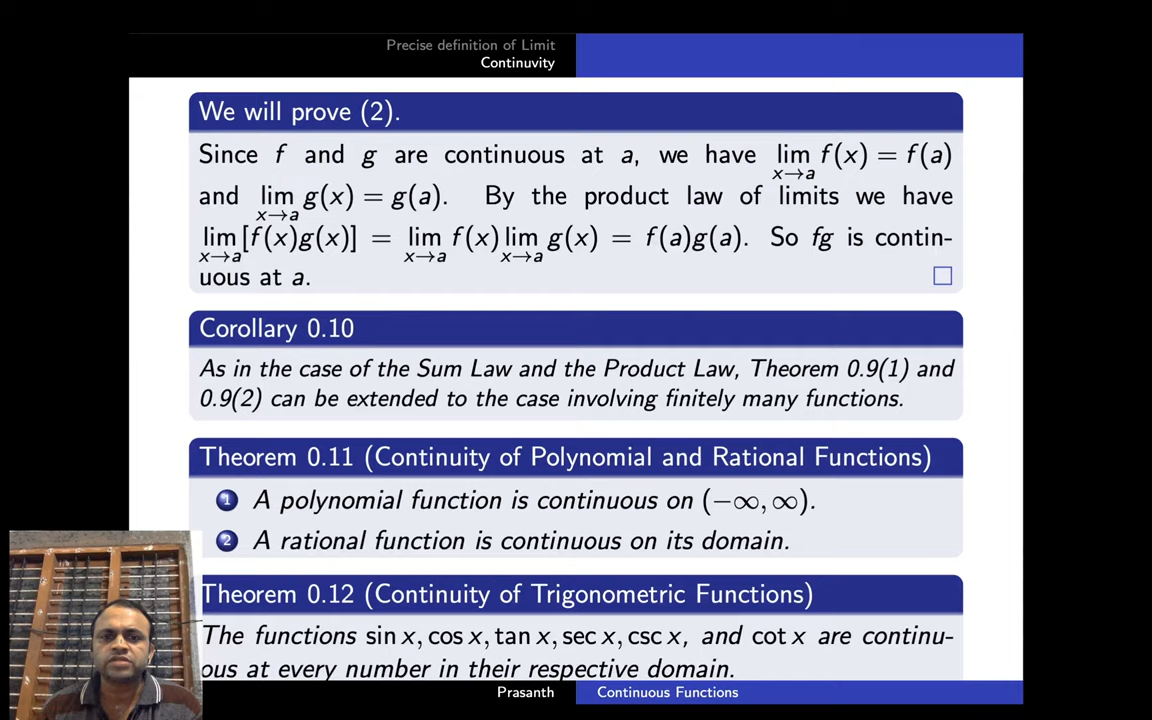 Precise definition of Limit
Continuvity
We will prove (2).
Since f and g are continuous at a, we have lim_{x→a} f(x) = f(a)
and lim_{x→a} g(x) = g(a). By the product law of limits we have
lim_{x→a} [f(x)g(x)] = lim_{x→a} f(x) lim_{x→a} g(x) = f(a)g(a). So fg is contin-
uous at a. □
Corollary 0.10
As in the case of the Sum Law and the Product Law, Theorem 0.9(1) and
0.9(2) can be extended to the case involving finitely many functions.
Theorem 0.11 (Continuity of Polynomial and Rational Functions)
1 A polynomial function is continuous on (−∞, ∞).
2 A rational function is continuous on its domain.
Theorem 0.12 (Continuity of Trigonometric Functions)
The functions sin x, cos x, tan x, sec x, csc x, and cot x are continu-
ous at every number in their respective domain.
Prasanth Continuous Functions